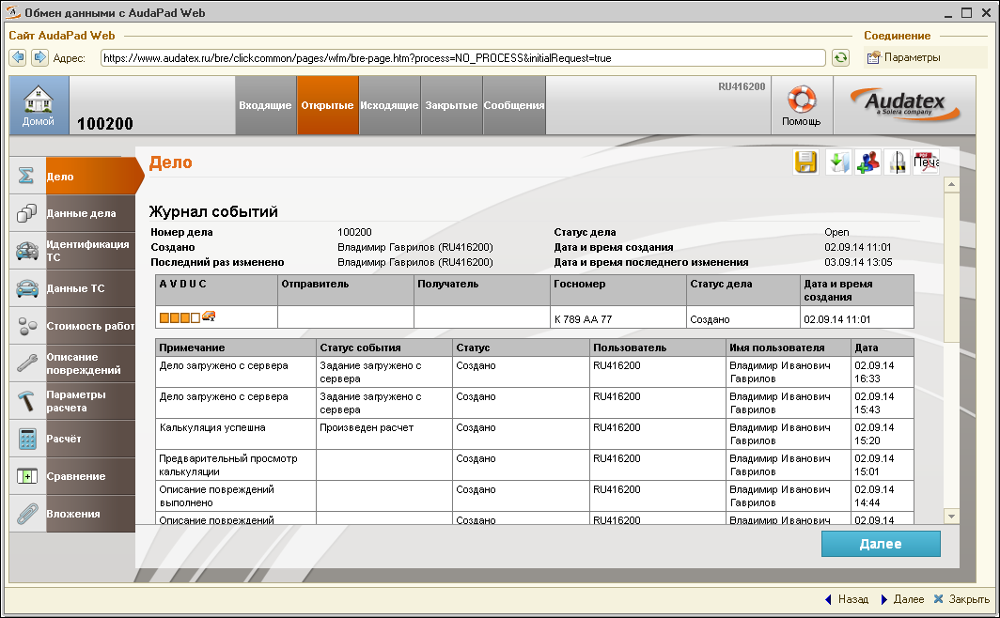 Обмен данными с AudaPad Web
Сайт AudaPad Web
Соединение
Адрес: https://www.audatex.ru/bre/clickcommon/pages/wfm/bre-page.htm?process=NO_PROCESS&initialRequest=true
Параметры
Домой
100200
Входящие Открытые Исходящие Закрытые Сообщения
RU416200
Помощь
Audatex
a Solera company
Дело
Данные дела
Идентификация
ТС
Данные ТС
Стоимость работ
Описание
повреждений
Параметры
расчета
Расчёт
Сравнение
Вложения
Дело
PDF
Печа
Журнал событий
Номер дела 100200 Статус дела Open
Создано Владимир Гаврилов (RU416200) Дата и время создания 02.09.14 11:01
Последний раз изменено Владимир Гаврилов (RU416200) Дата и время последнего изменения 03.09.14 13:05
A V D U C Отправитель Получатель Госномер Статус дела Дата и время
создания
К 789 АА 77 Создано 02.09.14 11:01
Примечание Статус события Статус Пользователь Имя пользователя Дата
Дело загружено с сервера Задание загружено с Создано RU416200 Владимир Иванович 02.09.14
сервера Гаврилов 16:33
Дело загружено с сервера Задание загружено с Создано RU416200 Владимир Иванович 02.09.14
сервера Гаврилов 15:43
Калькуляция успешна Произведен расчет Создано RU416200 Владимир Иванович 02.09.14
Гаврилов 15:20
Предварительный просмотр Создано RU416200 Владимир Иванович 02.09.14
калькуляции Гаврилов 15:01
Описание повреждений Создано RU416200 Владимир Иванович 02.09.14
выполнено Гаврилов 14:44
Описание повреждений Создано RU416200 Владимир Иванович 02.09.14
Далее
Назад Далее Закрыть